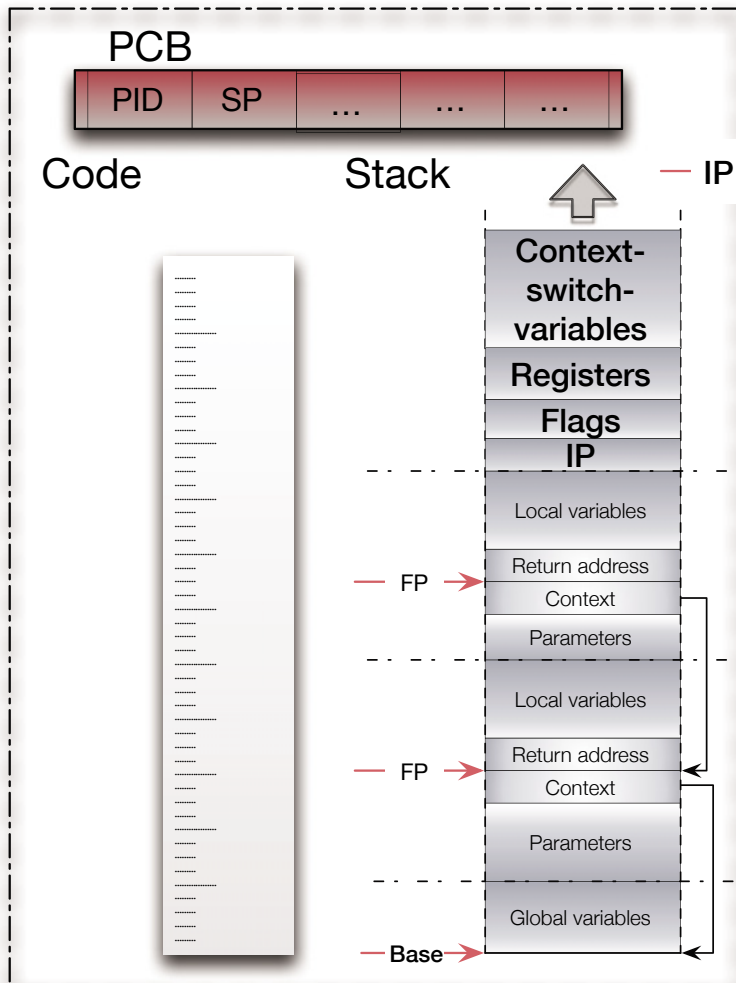 PCB
PID SP ... ... ...
Code Stack IP
Context-
switch-
variables
Registers
Flags
IP
Local variables
Return address
FP
Context
Parameters
Local variables
Return address
FP
Context
Parameters
Global variables
Base